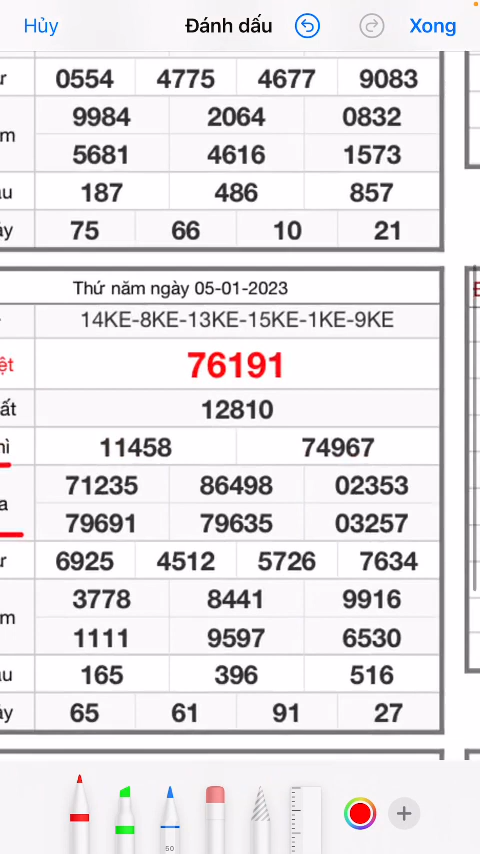 Hủy Đánh dấu Xong
0554 4775 4677 9083
9984 2064 0832
5681 4616 1573
187 486 857
75 66 10 21
Thứ năm ngày 05-01-2023
14KE-8KE-13KE-15KE-1KE-9KE
ệt 76191
ất 12810
hì 11458 74967
71235 86498 02353
a
79691 79635 03257
ư 6925 4512 5726 7634
3778 8441 9916
m
1111 9597 6530
áu 165 396 516
ảy 65 61 91 27
50